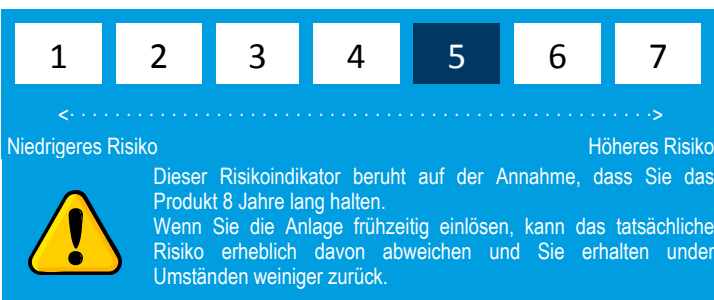 1 2 3 4 5 6 7
<· · · · · · · · · · · · · · · · · · · · · · · · · · · · · · · · · · · · · · · · · · · · · · · · · · · ·>
Niedrigeres Risiko Höheres Risiko
Dieser Risikoindikator beruht auf der Annahme, dass Sie das
Produkt 8 Jahre lang halten.
Wenn Sie die Anlage frühzeitig einlösen, kann das tatsächliche
Risiko erheblich davon abweichen und Sie erhalten under
Umständen weiniger zurück.